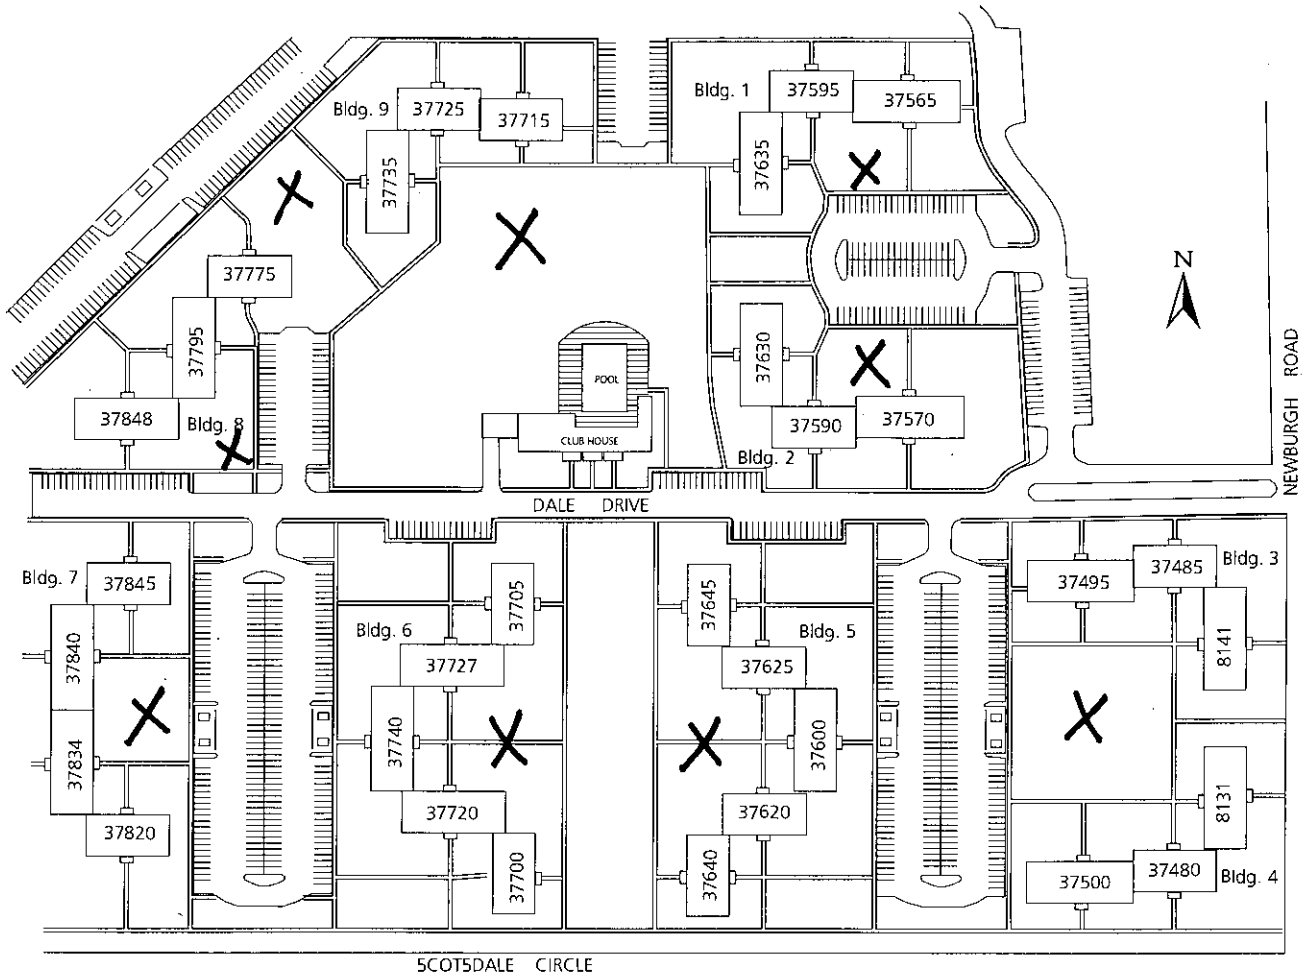 Bldg. 9
37725
37715
37735
Bldg. 1
37595
37565
37635
37775
37795
37848
Bldg. 8
POOL
CLUB HOUSE
37630
37590
37570
Bldg. 2
N
NEWBURGH ROAD
DALE DRIVE
Bldg. 7
37845
37840
37834
37820
Bldg. 6
37705
37727
37740
37720
37700
37645
Bldg. 5
37625
37600
37620
37640
37495
37485
Bldg. 3
8141
8131
37500
37480
Bldg. 4
5COT5DALE CIRCLE